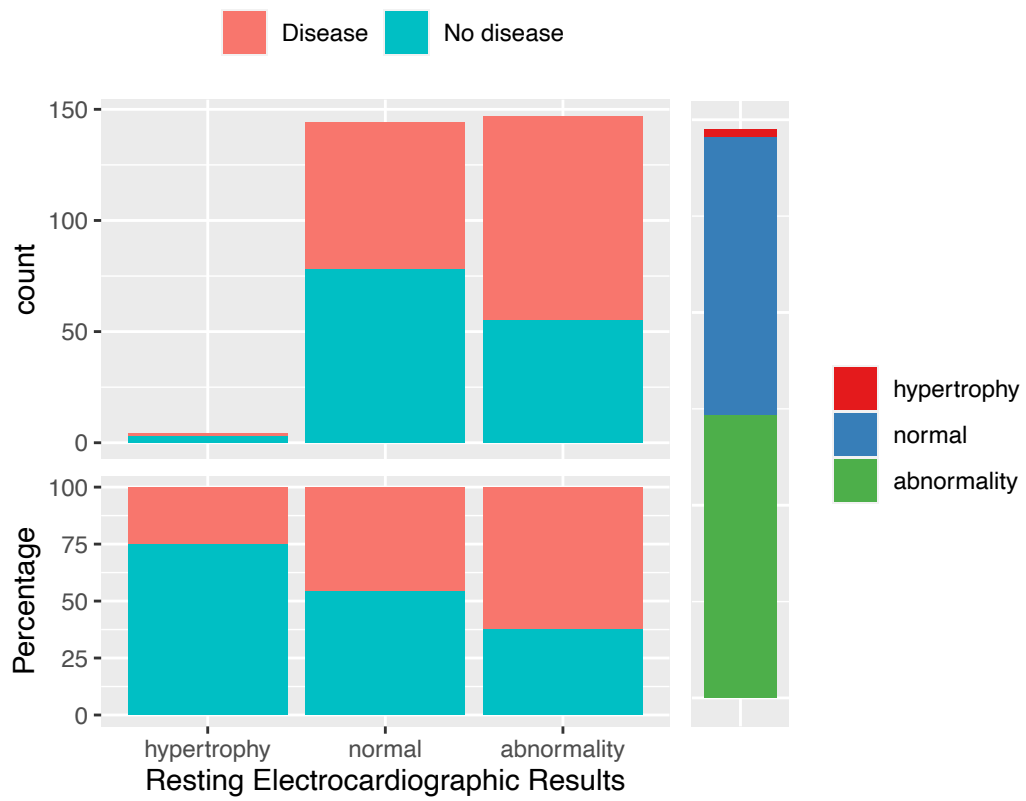 Disease No disease
150
100
50
0
count
100
75
50
25
0
Percentage
hypertrophy normal abnormality
Resting Electrocardiographic Results
hypertrophy
normal
abnormality